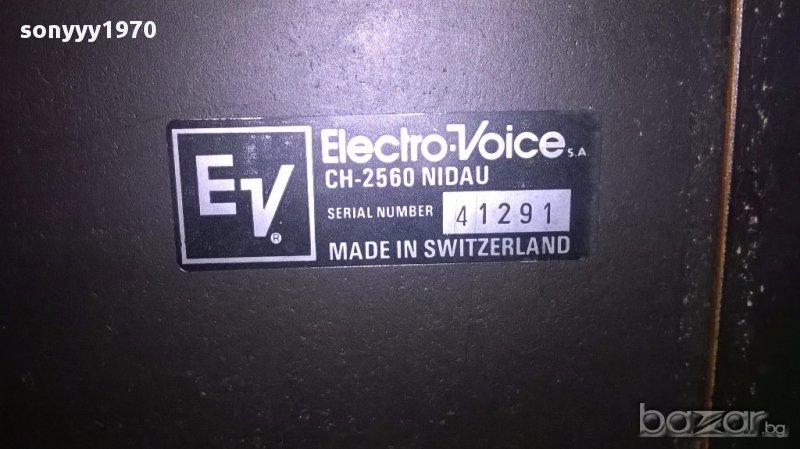 sonyyy1970
EV®
Electro-Voice S.A.
CH-2560 NIDAU
SERIAL NUMBER 41291
MADE IN SWITZERLAND
bazar.bg